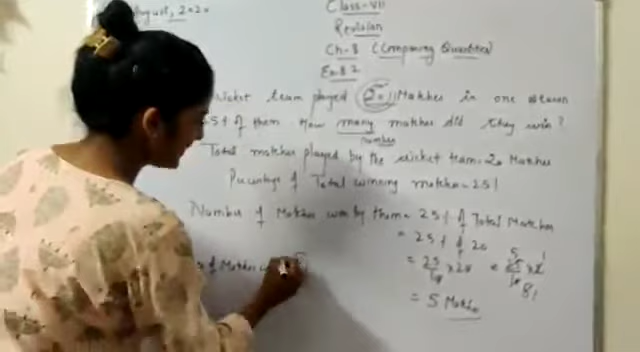 August, 2020
Class-VII
Revision
Ch-8 (Comparing Quantities)
Ex-8.2
cricket team played 20 Matches in one season
25% of them. How many matches did they win?
number
Total matches played by the cricket team = 20 Matches
Percentage of Total winning matches = 25%
Number of Matches won by them = 25% of Total Matches
= 25% of 20
= 25/100 × 20 =
= 5 Matches
of Matches